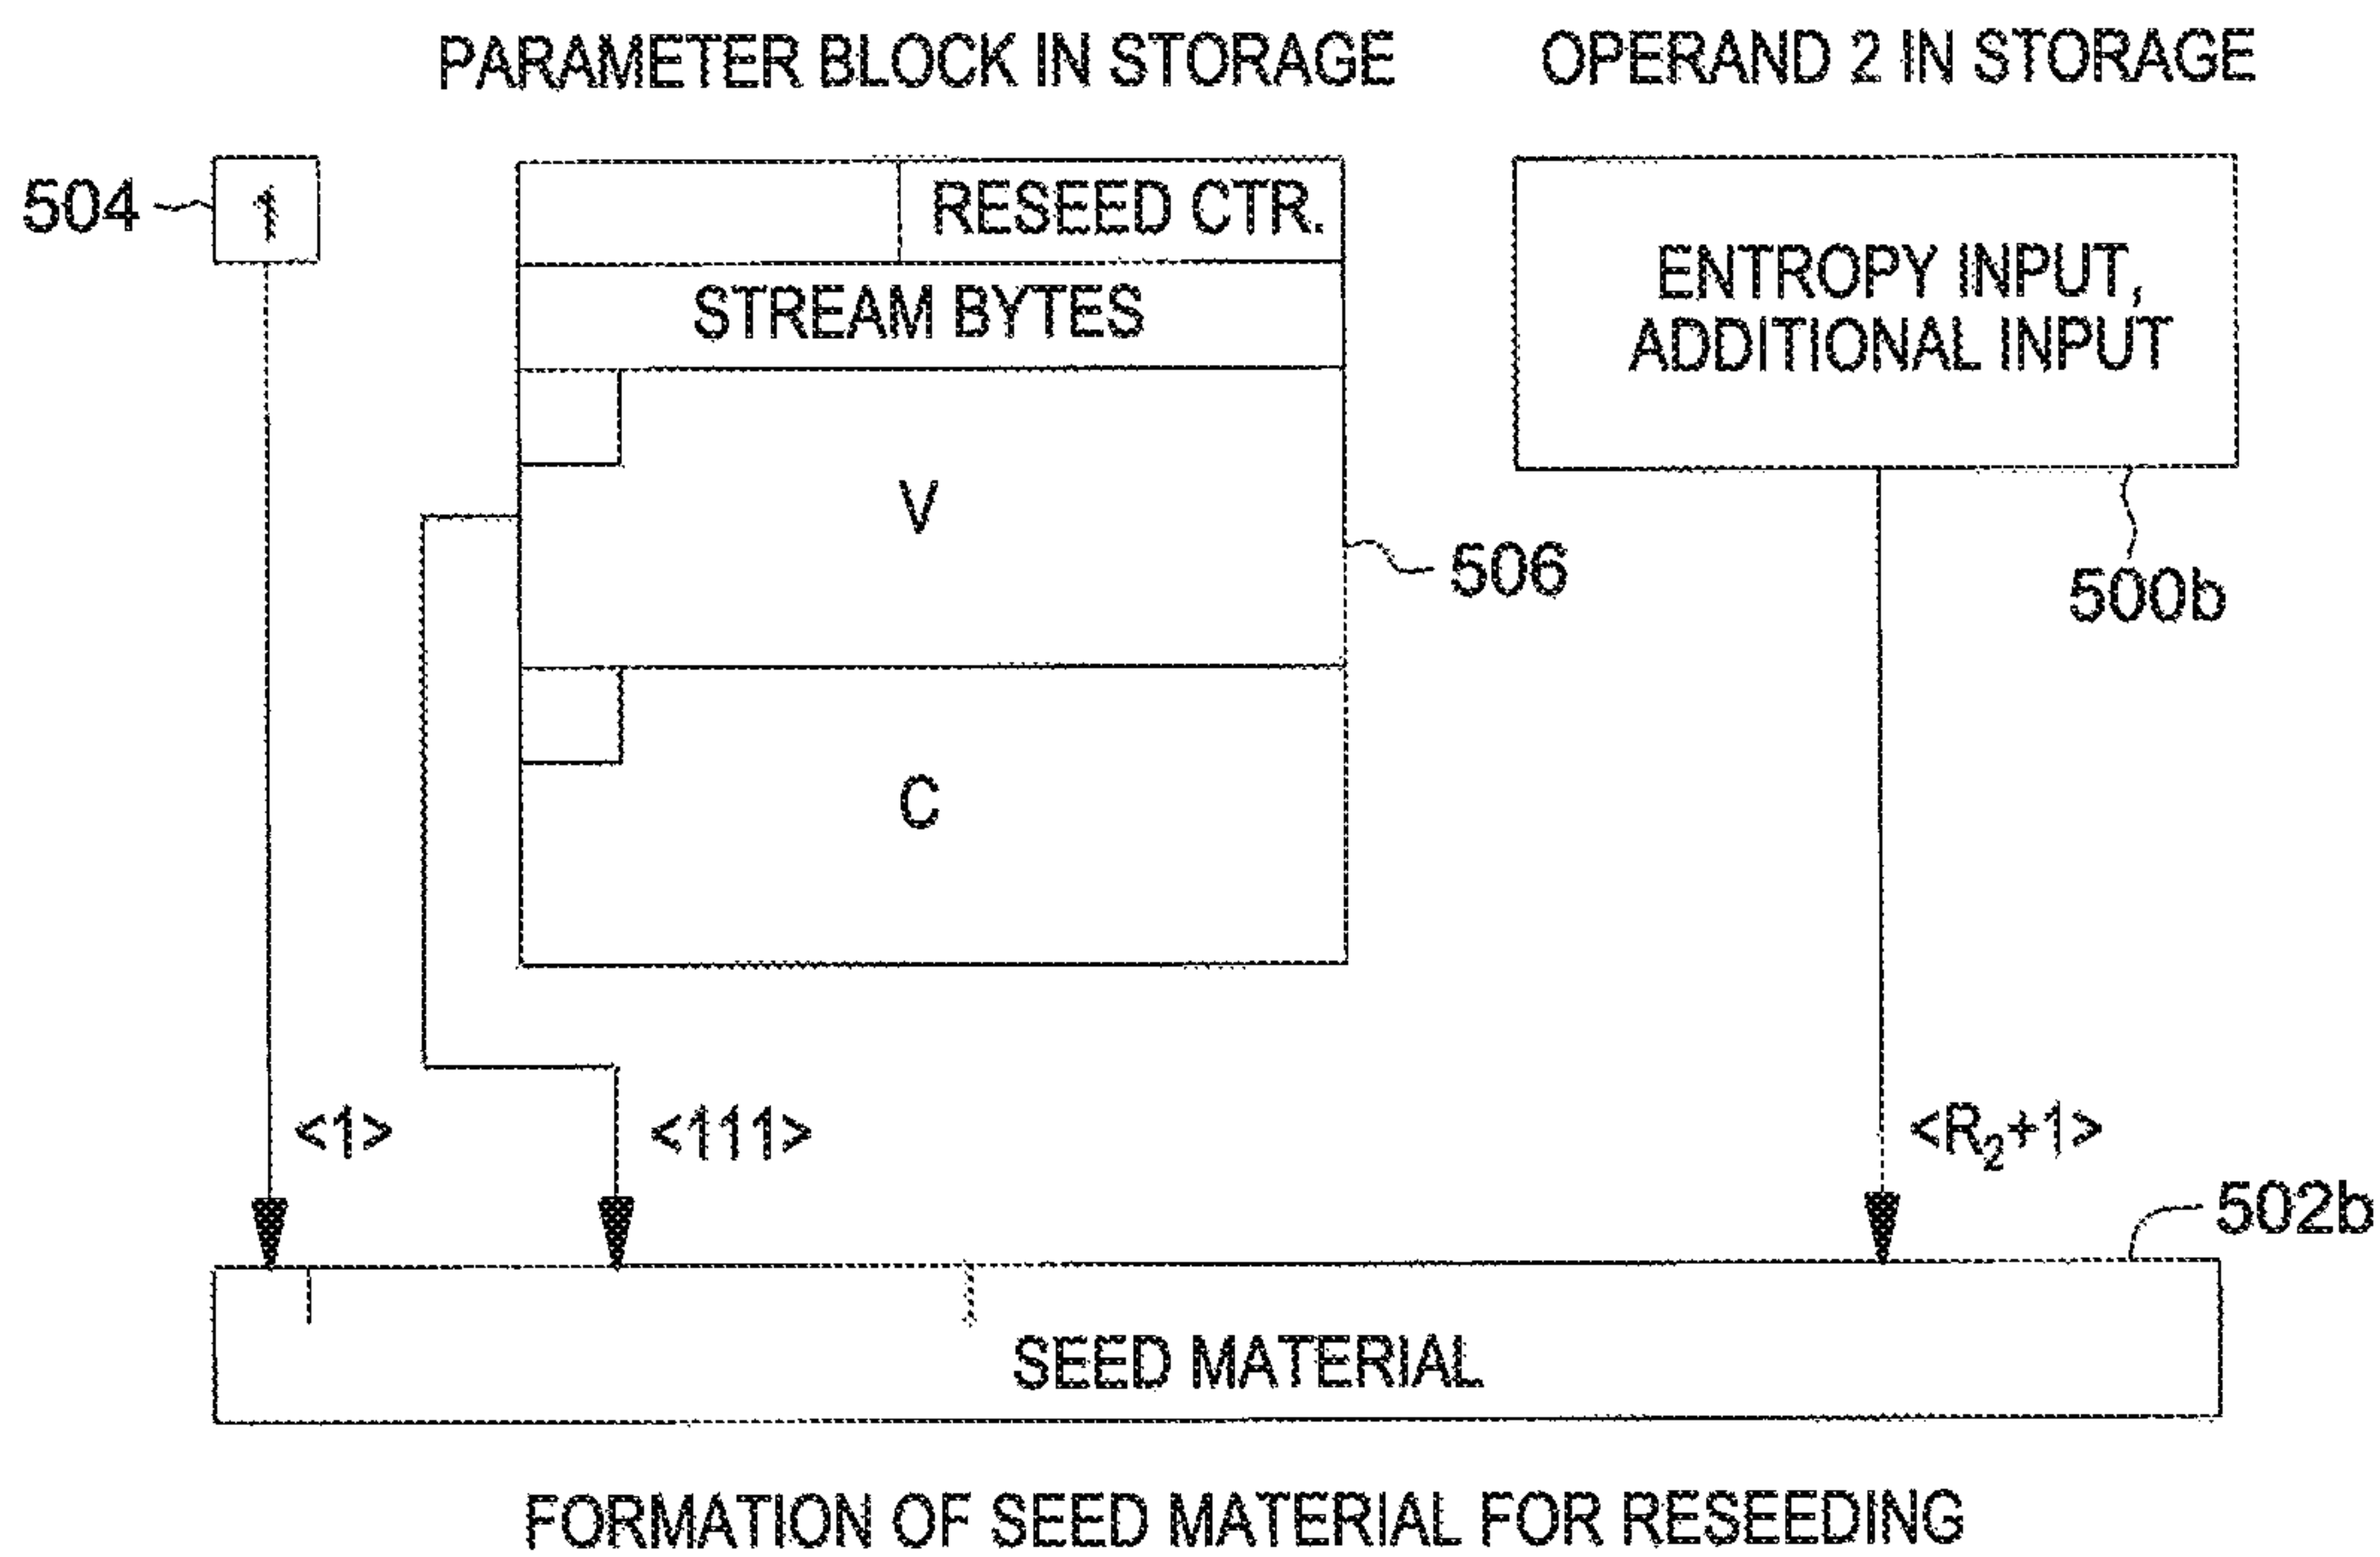 PARAMETER BLOCK IN STORAGE
OPERAND 2 IN STORAGE
504
1
RESEED CTR.
STREAM BYTES
V
C
506
ENTROPY INPUT,
ADDITIONAL INPUT
500b
<1>
<111>
<R₂+1>
502b
SEED MATERIAL
FORMATION OF SEED MATERIAL FOR RESEEDING